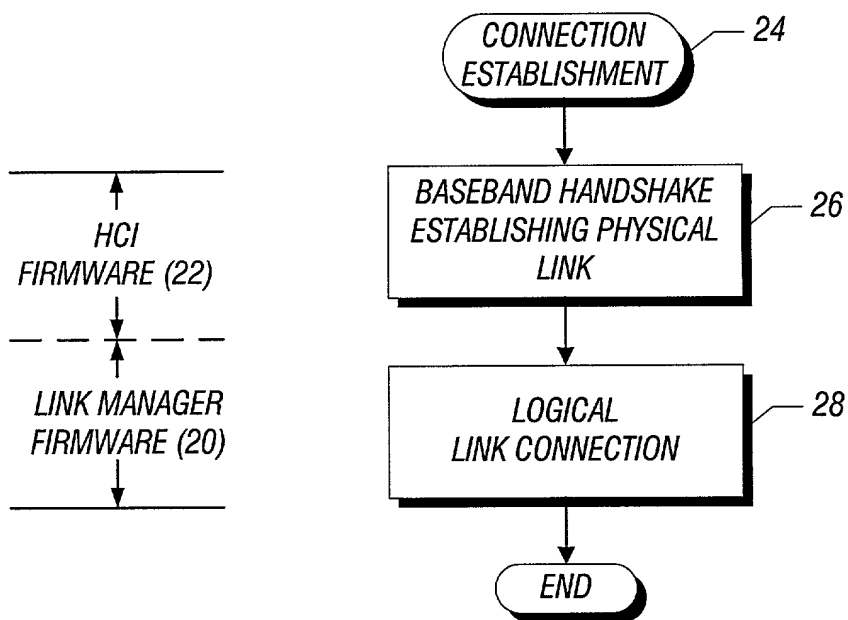 CONNECTION
ESTABLISHMENT
24
BASEBAND HANDSHAKE
ESTABLISHING PHYSICAL
LINK
26
HCI
FIRMWARE (22)
LINK MANAGER
FIRMWARE (20)
LOGICAL
LINK CONNECTION
28
END